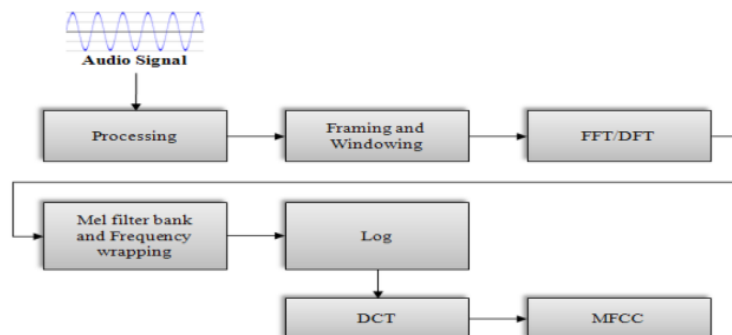 Audio Signal
Processing
Framing and
Windowing
FFT/DFT
Mel filter bank
and Frequency
wrapping
Log
DCT
MFCC